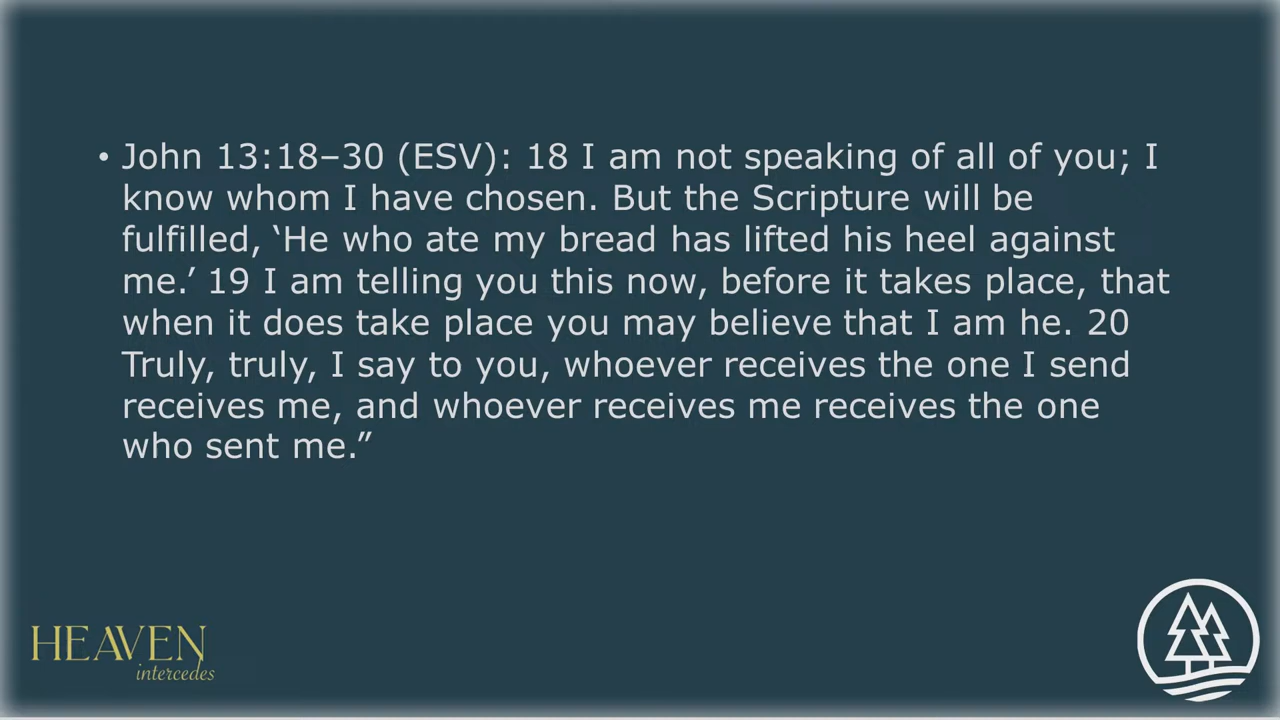 • John 13:18–30 (ESV): 18 I am not speaking of all of you; I
know whom I have chosen. But the Scripture will be
fulfilled, ‘He who ate my bread has lifted his heel against
me.’ 19 I am telling you this now, before it takes place, that
when it does take place you may believe that I am he. 20
Truly, truly, I say to you, whoever receives the one I send
receives me, and whoever receives me receives the one
who sent me.”
HEAVEN
intercedes